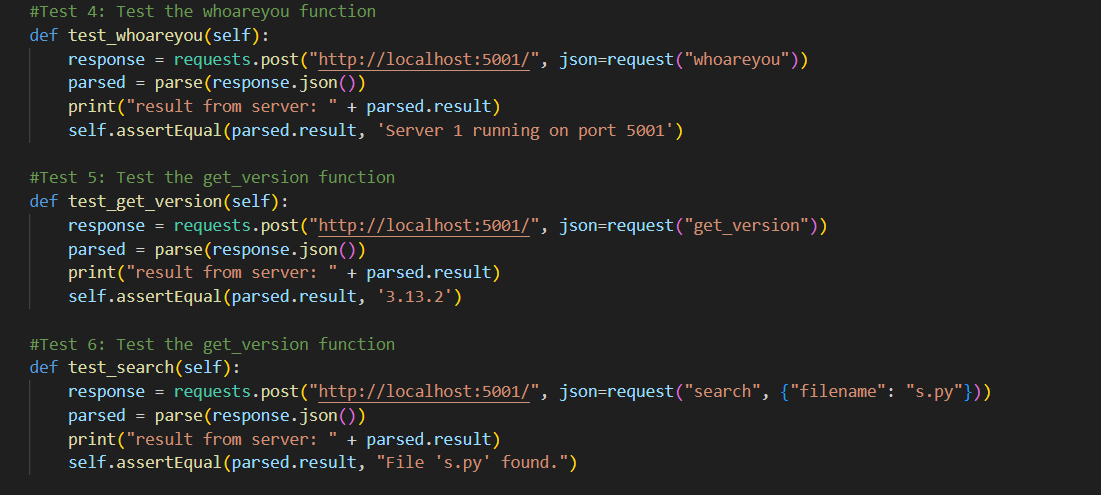 #Test 4: Test the whoareyou function
def test_whoareyou(self):
    response = requests.post("http://localhost:5001/", json=request("whoareyou"))
    parsed = parse(response.json())
    print("result from server: " + parsed.result)
    self.assertEqual(parsed.result, 'Server 1 running on port 5001')
#Test 5: Test the get_version function
def test_get_version(self):
    response = requests.post("http://localhost:5001/", json=request("get_version"))
    parsed = parse(response.json())
    print("result from server: " + parsed.result)
    self.assertEqual(parsed.result, '3.13.2')
#Test 6: Test the get_version function
def test_search(self):
    response = requests.post("http://localhost:5001/", json=request("search", {"filename": "s.py"}))
    parsed = parse(response.json())
    print("result from server: " + parsed.result)
    self.assertEqual(parsed.result, "File 's.py' found.")